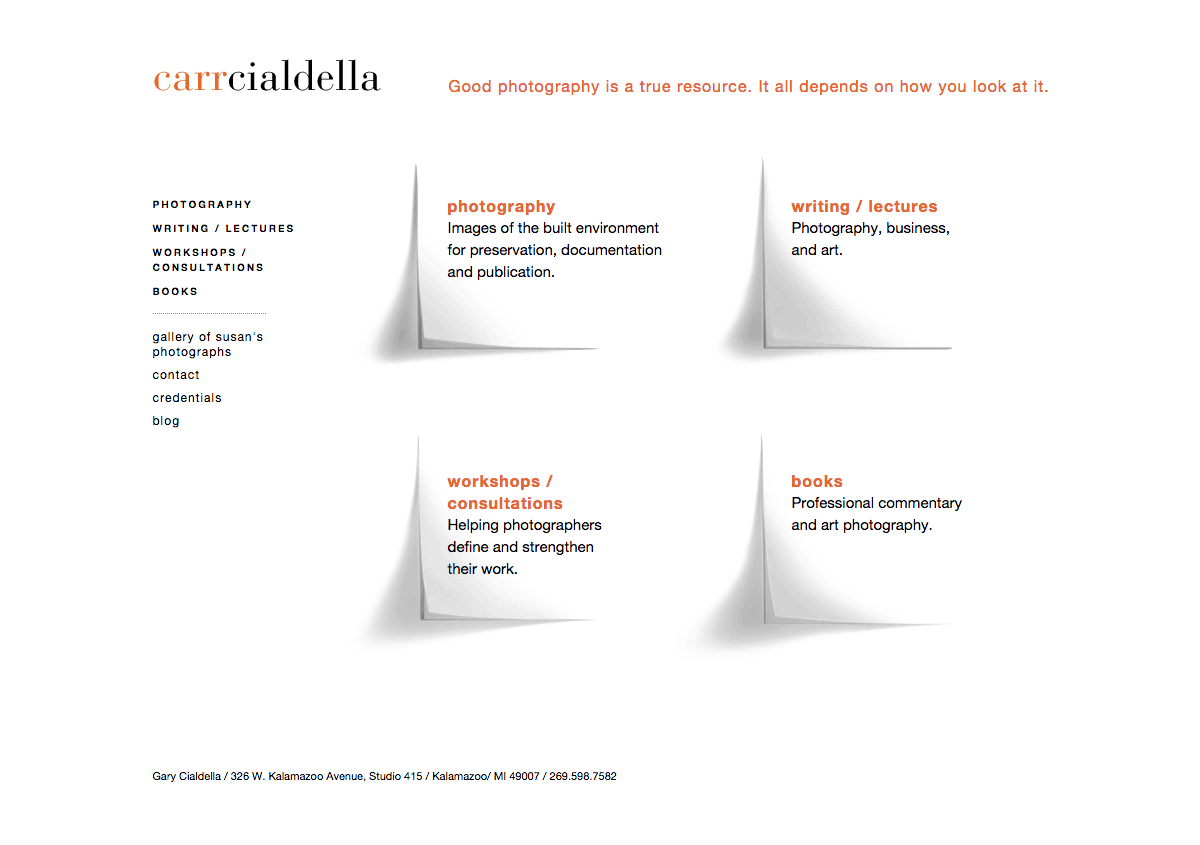 carrcialdella
Good photography is a true resource. It all depends on how you look at it.
PHOTOGRAPHY
WRITING / LECTURES
WORKSHOPS /
CONSULTATIONS
BOOKS
gallery of susan's
photographs
contact
credentials
blog
photography
Images of the built environment
for preservation, documentation
and publication.
writing / lectures
Photography, business,
and art.
workshops /
consultations
Helping photographers
define and strengthen
their work.
books
Professional commentary
and art photography.
Gary Cialdella / 326 W. Kalamazoo Avenue, Studio 415 / Kalamazoo/ MI 49007 / 269.598.7582